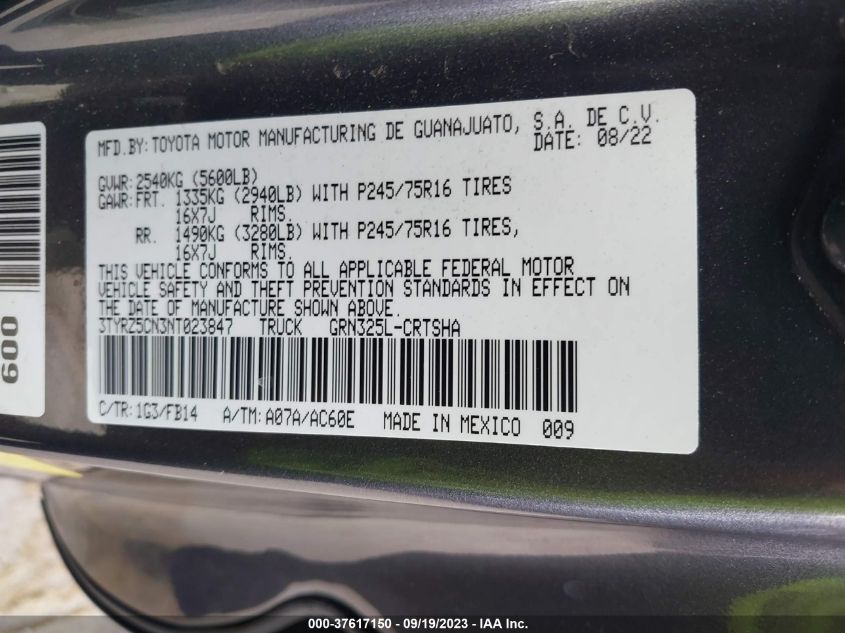 MFD.BY:TOYOTA MOTOR MANUFACTURING DE GUANAJUATO, S.A. DE C.V.
DATE: 08/22
GVWR:2540KG (5600LB)
GAWR:FRT. 1335KG (2940LB) WITH P245/75R16 TIRES
16X7J RIMS.
RR. 1490KG (3280LB) WITH P245/75R16 TIRES,
16X7J RIMS.
THIS VEHICLE CONFORMS TO ALL APPLICABLE FEDERAL MOTOR
VEHICLE SAFETY AND THEFT PREVENTION STANDARDS IN EFFECT ON
THE DATE OF MANUFACTURE SHOWN ABOVE.
3TYRZ5CN3NT023847 TRUCK GRN325L-CRTSHA
C/TR:1G3/FB14 A/TM:A07A/AC60E MADE IN MEXICO 009
600
000-37617150 - 09/19/2023 - IAA Inc.